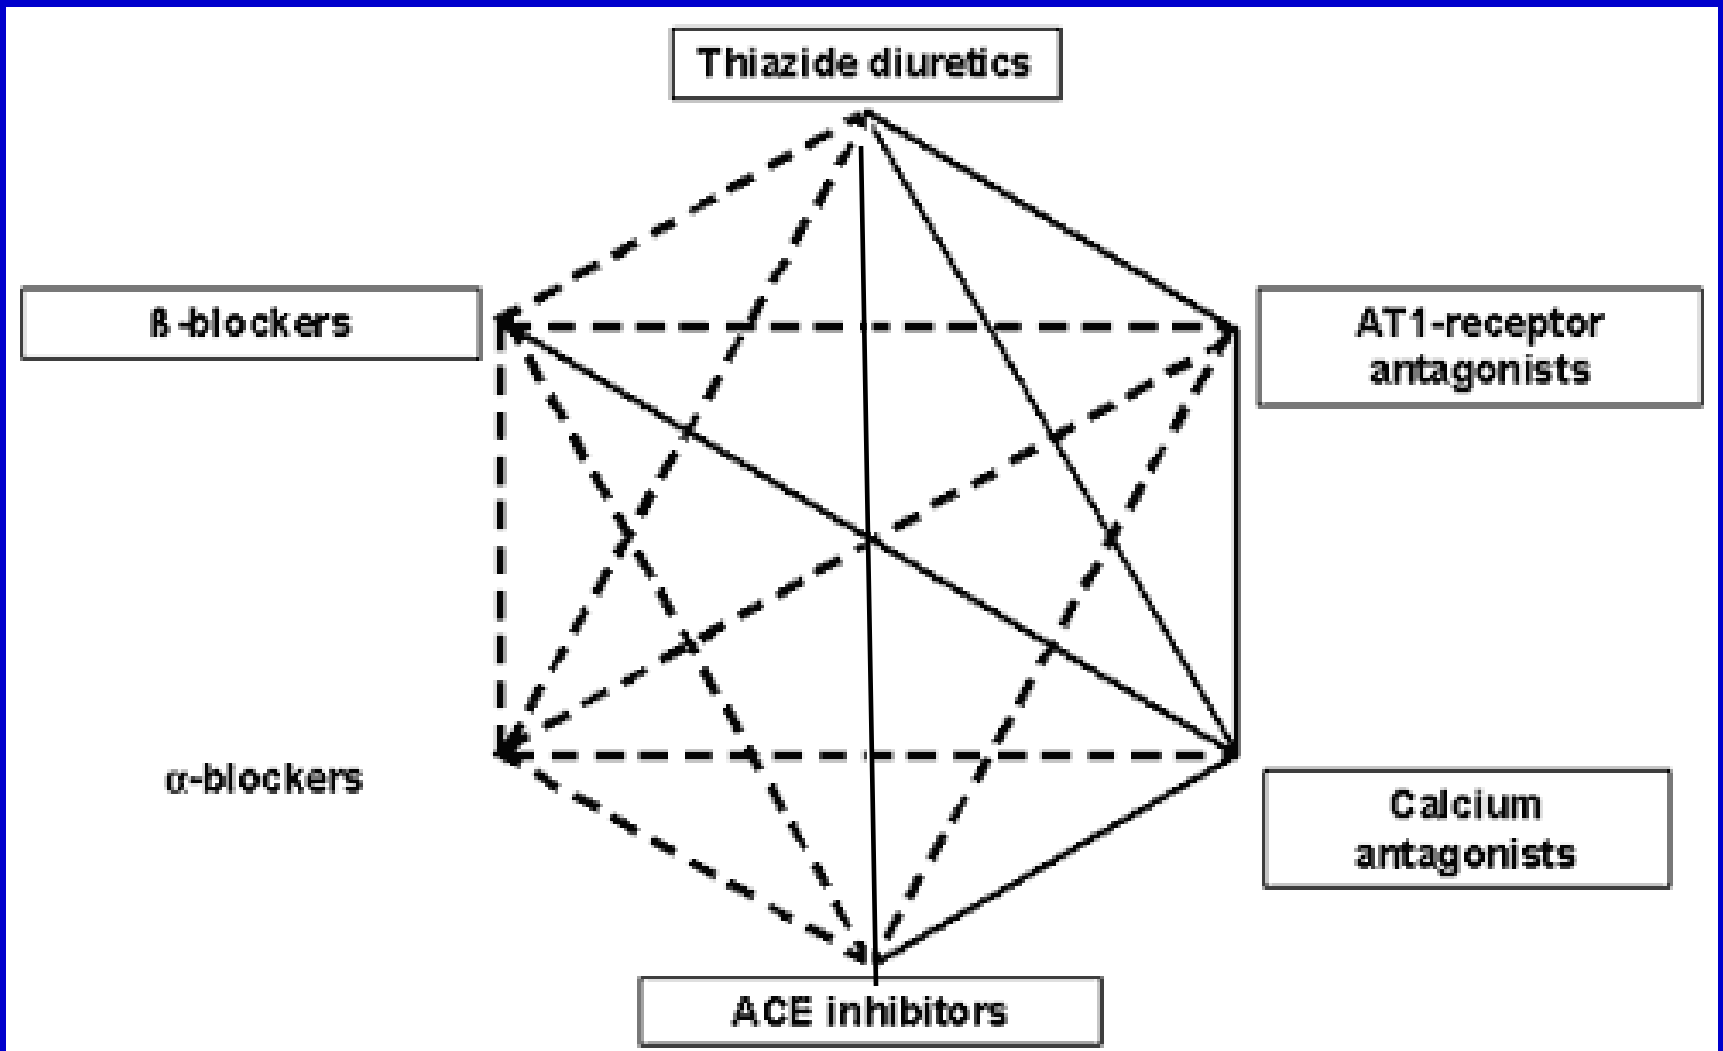 Thiazide diuretics
ß-blockers
AT1-receptor
antagonists
α-blockers
Calcium
antagonists
ACE inhibitors